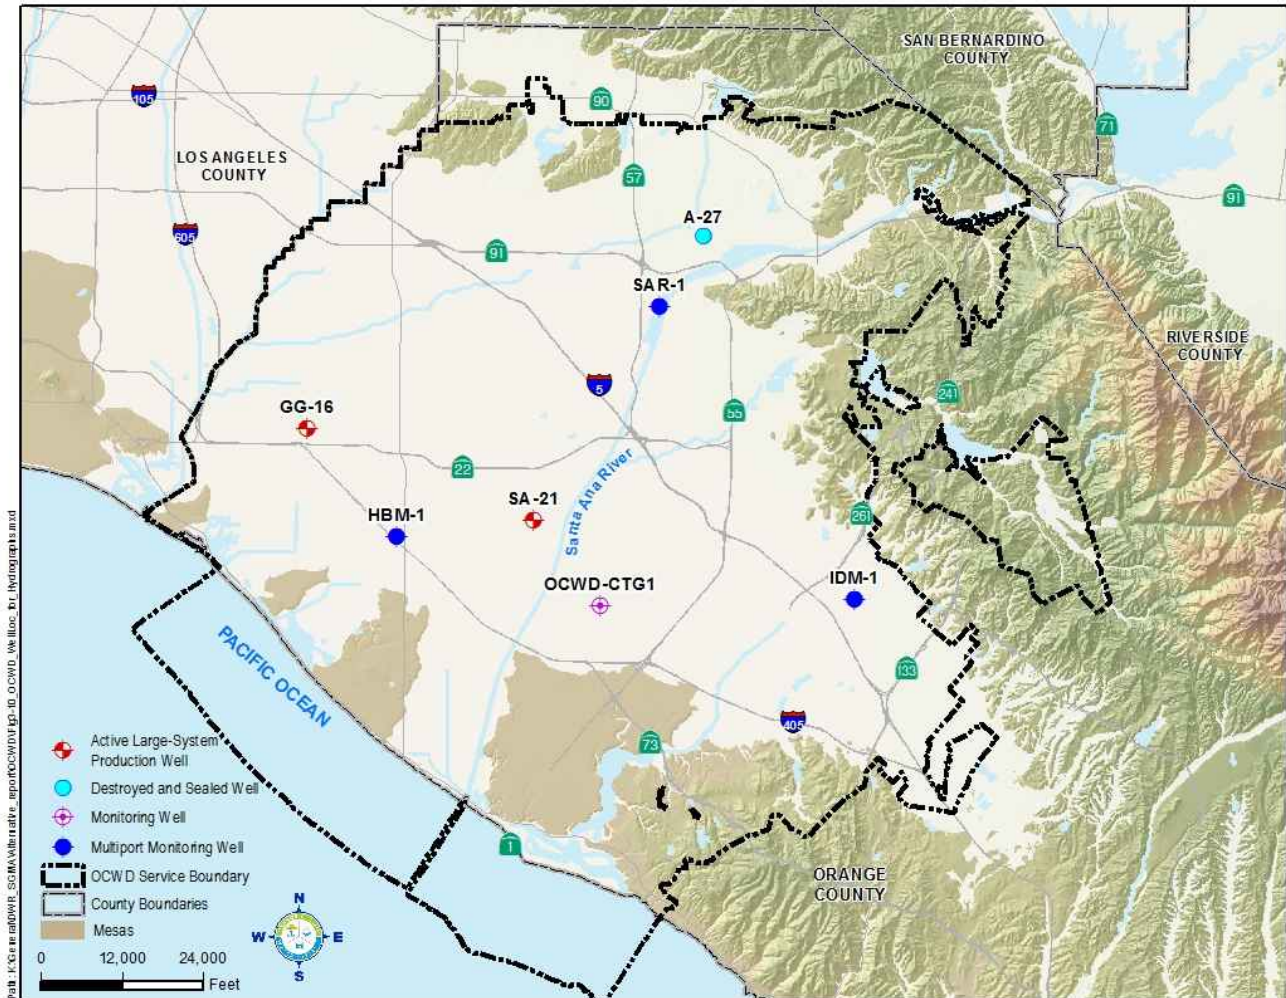 SAN BERNARDINO
COUNTY
105
90
71
LOS ANGELES
COUNTY
57
91
A-27
605
91
SAR-1
RIVERSIDE
COUNTY
5
241
GG-16
55
22
Santa Ana River
SA-21
HBM-1
261
OCWD-CTG1
IDM-1
PACIFIC OCEAN
133
405
73
1
ORANGE
COUNTY
Active Large-System
Production Well
Destroyed and Sealed Well
Monitoring Well
Multiport Monitoring Well
OCWD Service Boundary
County Boundaries
Mesas
N
W E
S
0 12,000 24,000
Feet